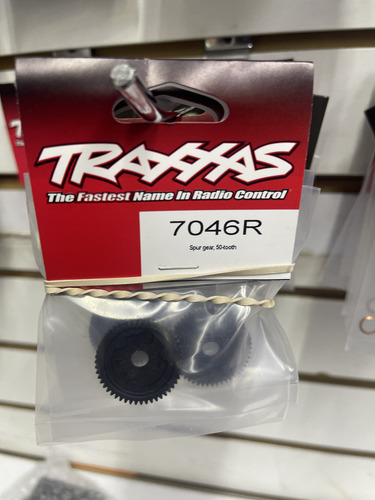 TRAXXAS
The Fastest Name In Radio Control
7046R
Spur gear, 50-tooth